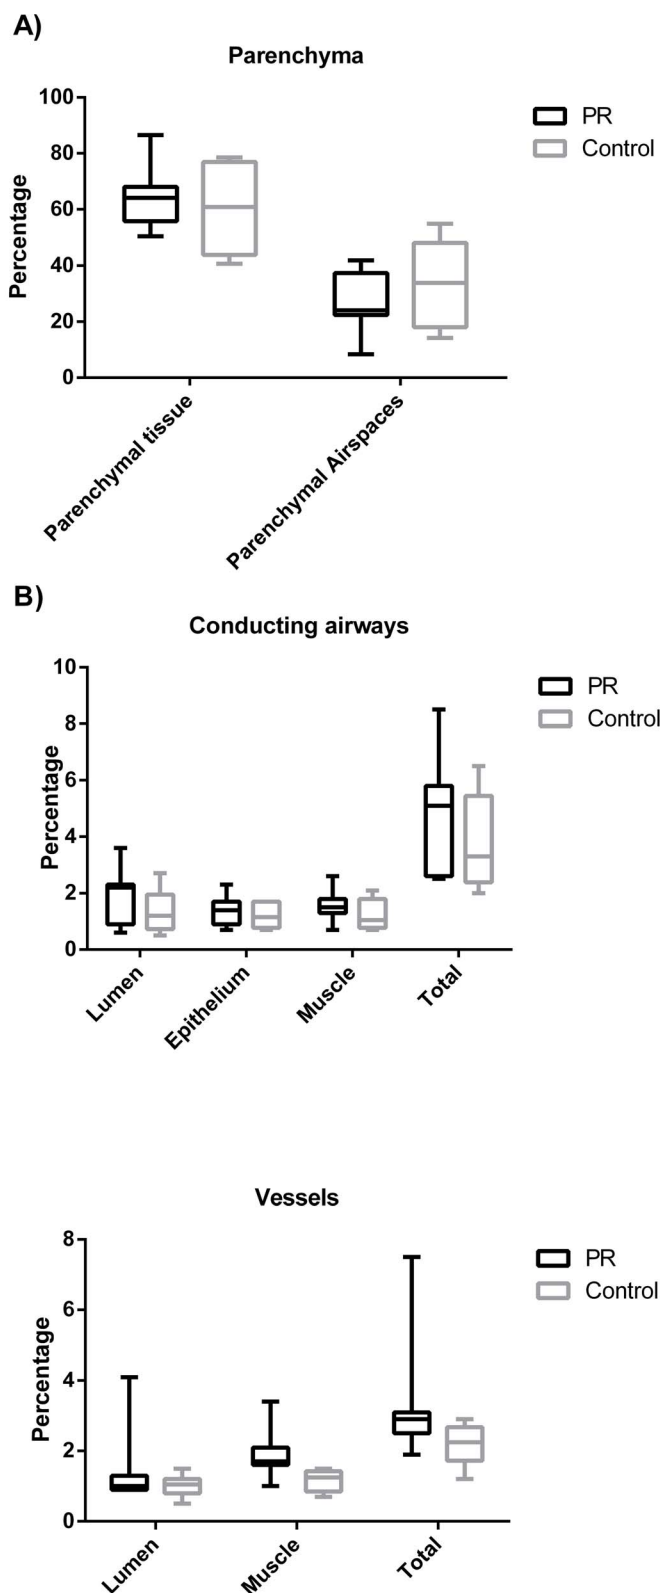 A)
Parenchyma
100
80
60
40
20
0
Percentage
PR
Control
Parenchymal tissue
Parenchymal Airspaces
B)
Conducting airways
10
8
6
4
2
0
Percentage
PR
Control
Lumen
Epithelium
Muscle
Total
Vessels
8
6
4
2
0
Percentage
PR
Control
Lumen
Muscle
Total